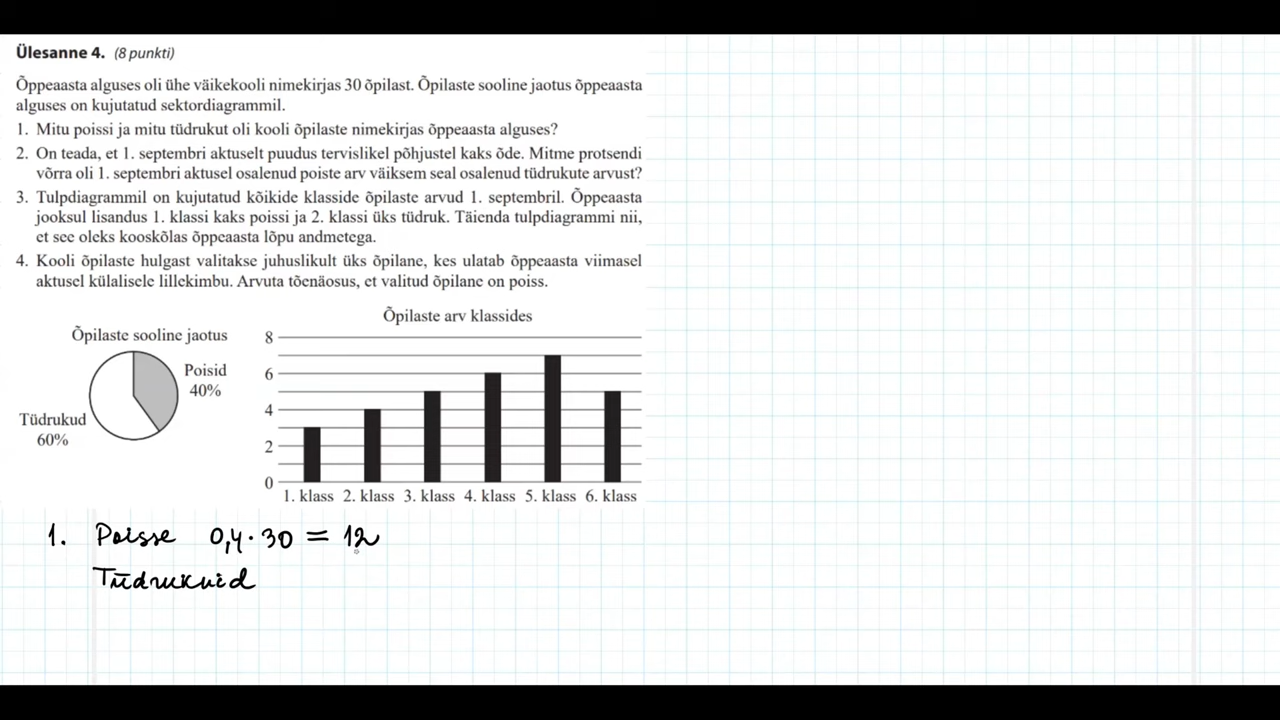 Ülesanne 4. (8 punkti)
Õppeaasta alguses oli ühe väikekooli nimekirjas 30 õpilast. Õpilaste sooline jaotus õppeaasta
alguses on kujutatud sektordiagrammil.
1. Mitu poissi ja mitu tüdrukut oli kooli õpilaste nimekirjas õppeaasta alguses?
2. On teada, et 1. septembri aktuselt puudus tervislikel põhjustel kaks õde. Mitme protsendi
võrra oli 1. septembri aktusel osalenud poiste arv väiksem seal osalenud tüdrukute arvust?
3. Tulpdiagrammil on kujutatud kõikide klasside õpilaste arvud 1. septembril. Õppeaasta
jooksul lisandus 1. klassi kaks poissi ja 2. klassi üks tüdruk. Täienda tulpdiagrammi nii,
et see oleks kooskõlas õppeaasta lõpu andmetega.
4. Kooli õpilaste hulgast valitakse juhuslikult üks õpilane, kes ulatab õppeaasta viimasel
aktusel külalisele lillekimbu. Arvuta tõenäosus, et valitud õpilane on poiss.
Õpilaste sooline jaotus
Poisid
40%
Tüdrukud
60%
Õpilaste arv klassides
8
6
4
2
0
1. klass 2. klass 3. klass 4. klass 5. klass 6. klass
1. Poisse 0,4 · 30 = 12
Tüdrukuid